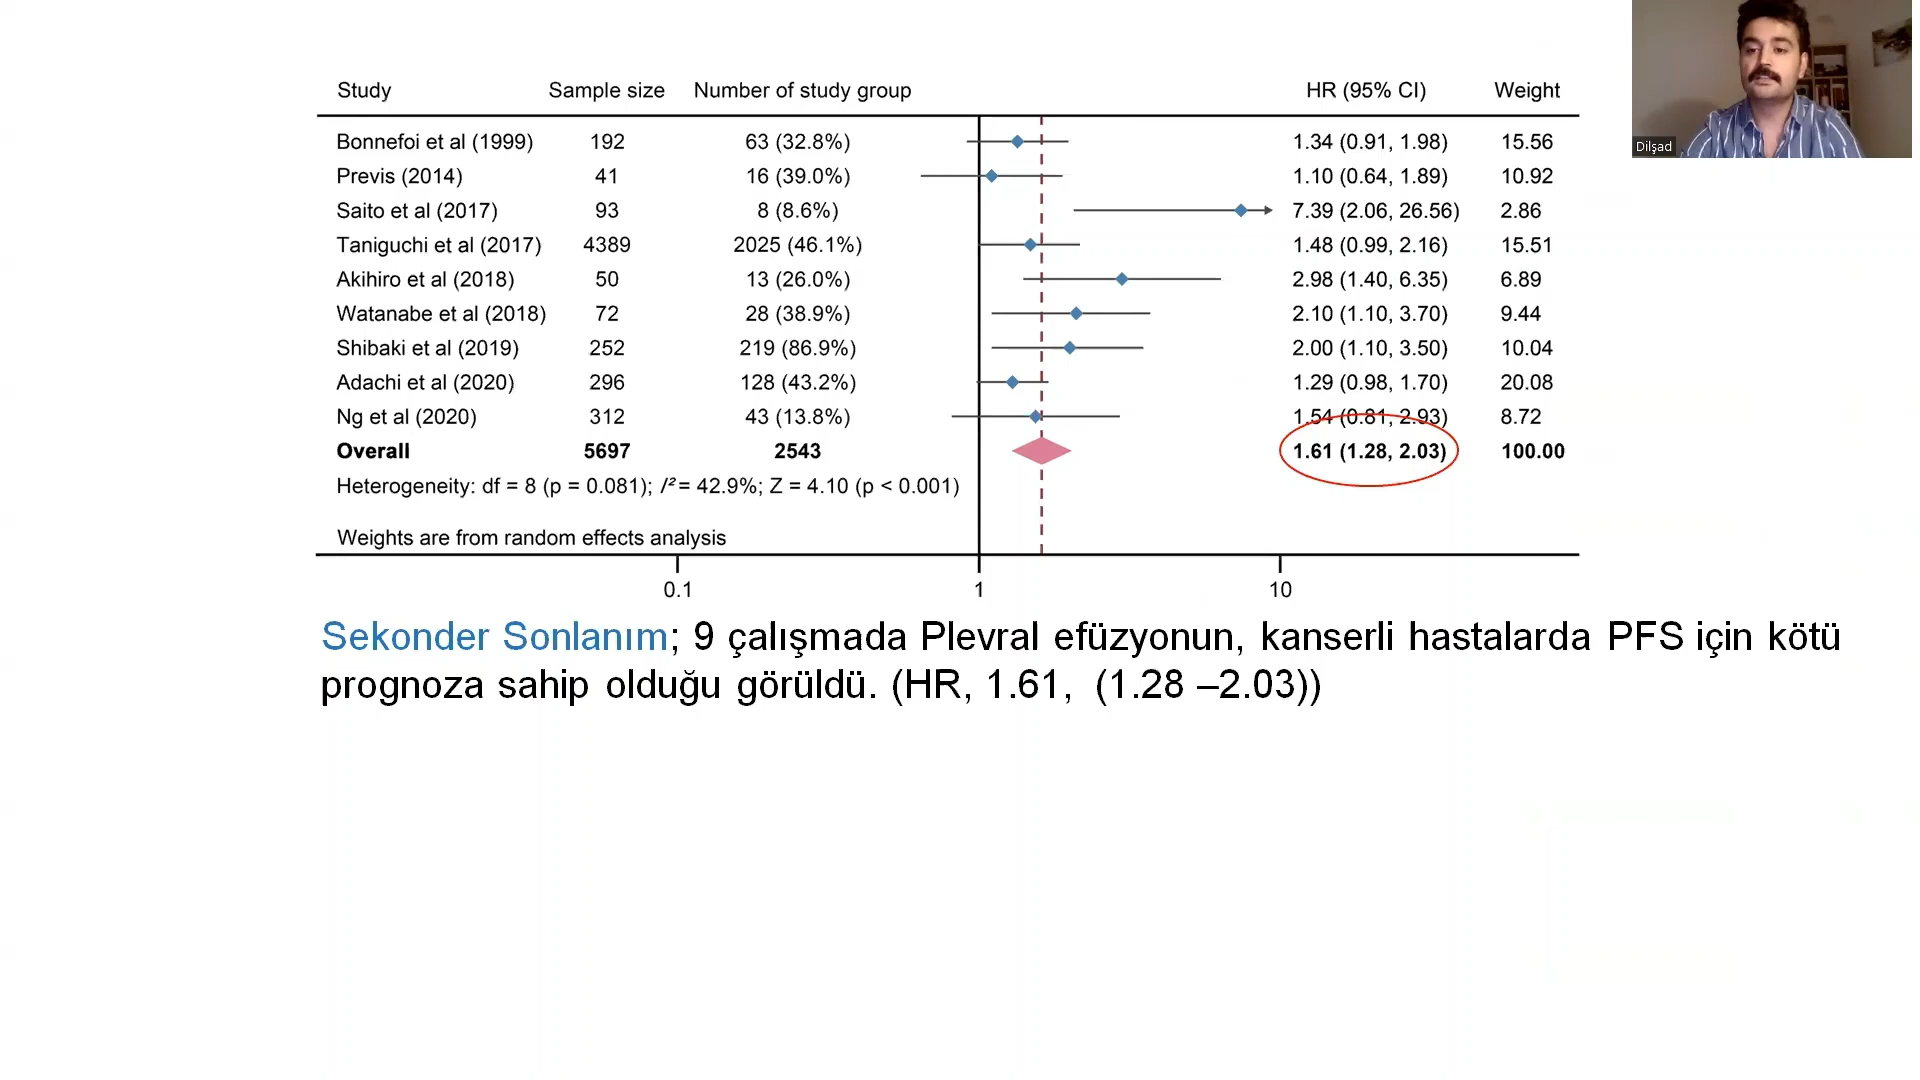 Study Sample size Number of study group HR (95% CI) Weight
Bonnefoi et al (1999) 192 63 (32.8%) 1.34 (0.91, 1.98) 15.56
Previs (2014) 41 16 (39.0%) 1.10 (0.64, 1.89) 10.92
Saito et al (2017) 93 8 (8.6%) 7.39 (2.06, 26.56) 2.86
Taniguchi et al (2017) 4389 2025 (46.1%) 1.48 (0.99, 2.16) 15.51
Akihiro et al (2018) 50 13 (26.0%) 2.98 (1.40, 6.35) 6.89
Watanabe et al (2018) 72 28 (38.9%) 2.10 (1.10, 3.70) 9.44
Shibaki et al (2019) 252 219 (86.9%) 2.00 (1.10, 3.50) 10.04
Adachi et al (2020) 296 128 (43.2%) 1.29 (0.98, 1.70) 20.08
Ng et al (2020) 312 43 (13.8%) 1.54 (0.81, 2.93) 8.72
Overall 5697 2543 1.61 (1.28, 2.03) 100.00
Heterogeneity: df = 8 (p = 0.081); I² = 42.9%; Z = 4.10 (p < 0.001)
Weights are from random effects analysis
0.1 1 10
Sekonder Sonlanım; 9 çalışmada Plevral efüzyonun, kanserli hastalarda PFS için kötü
prognoza sahip olduğu görüldü. (HR, 1.61, (1.28 –2.03))
Dilşad